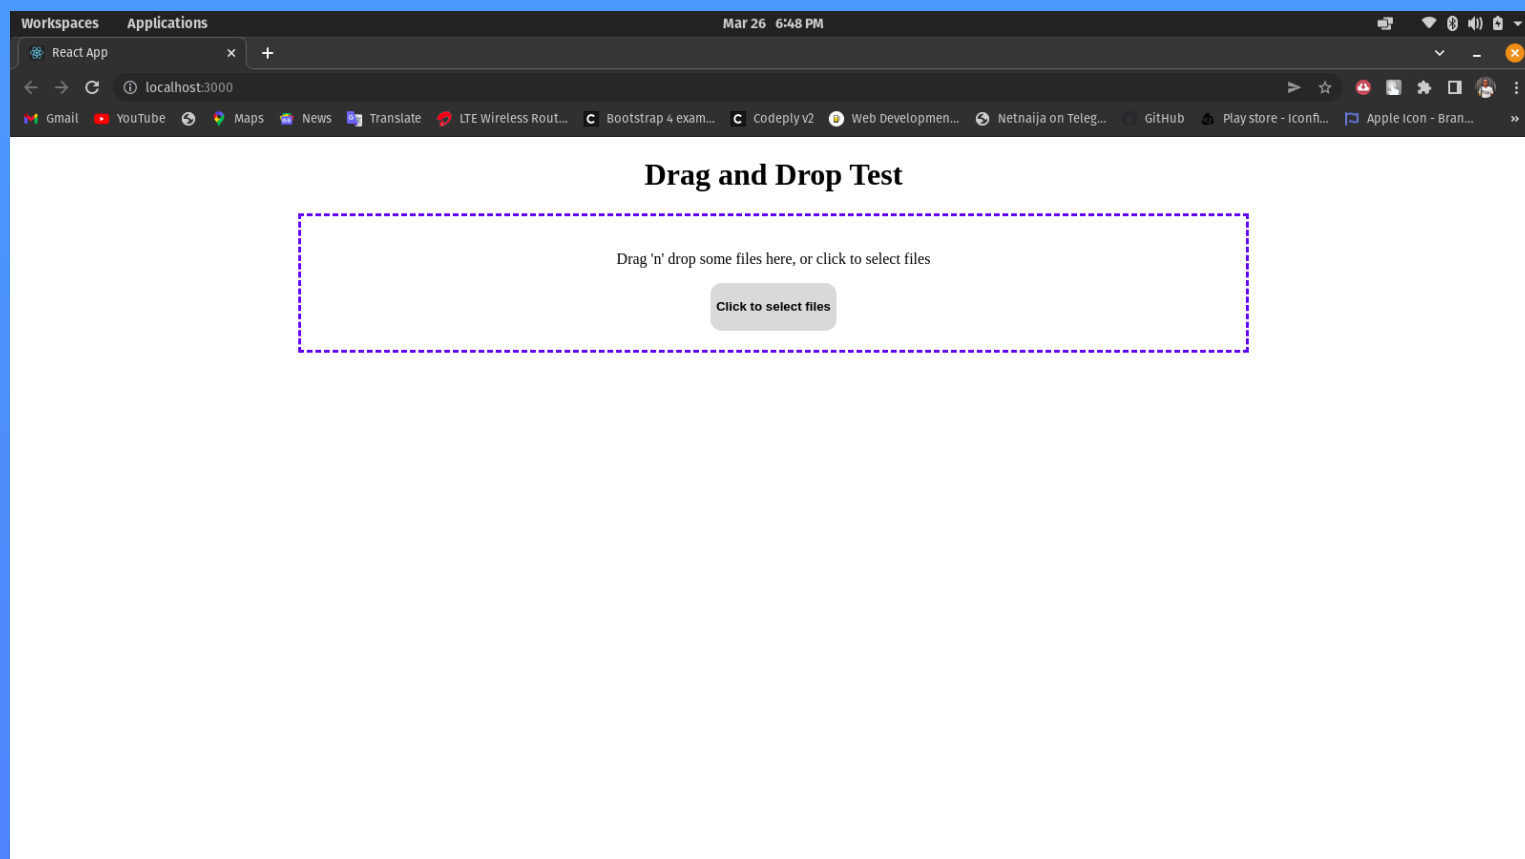 Workspaces Applications Mar 26 6:48 PM
React App
localhost:3000
Gmail YouTube Maps News Translate LTE Wireless Rout... Bootstrap 4 exam... Codeply v2 Web Developmen... Netnaija on Teleg... GitHub Play store - Iconfi... Apple Icon - Bran... »
Drag and Drop Test
Drag 'n' drop some files here, or click to select files
Click to select files